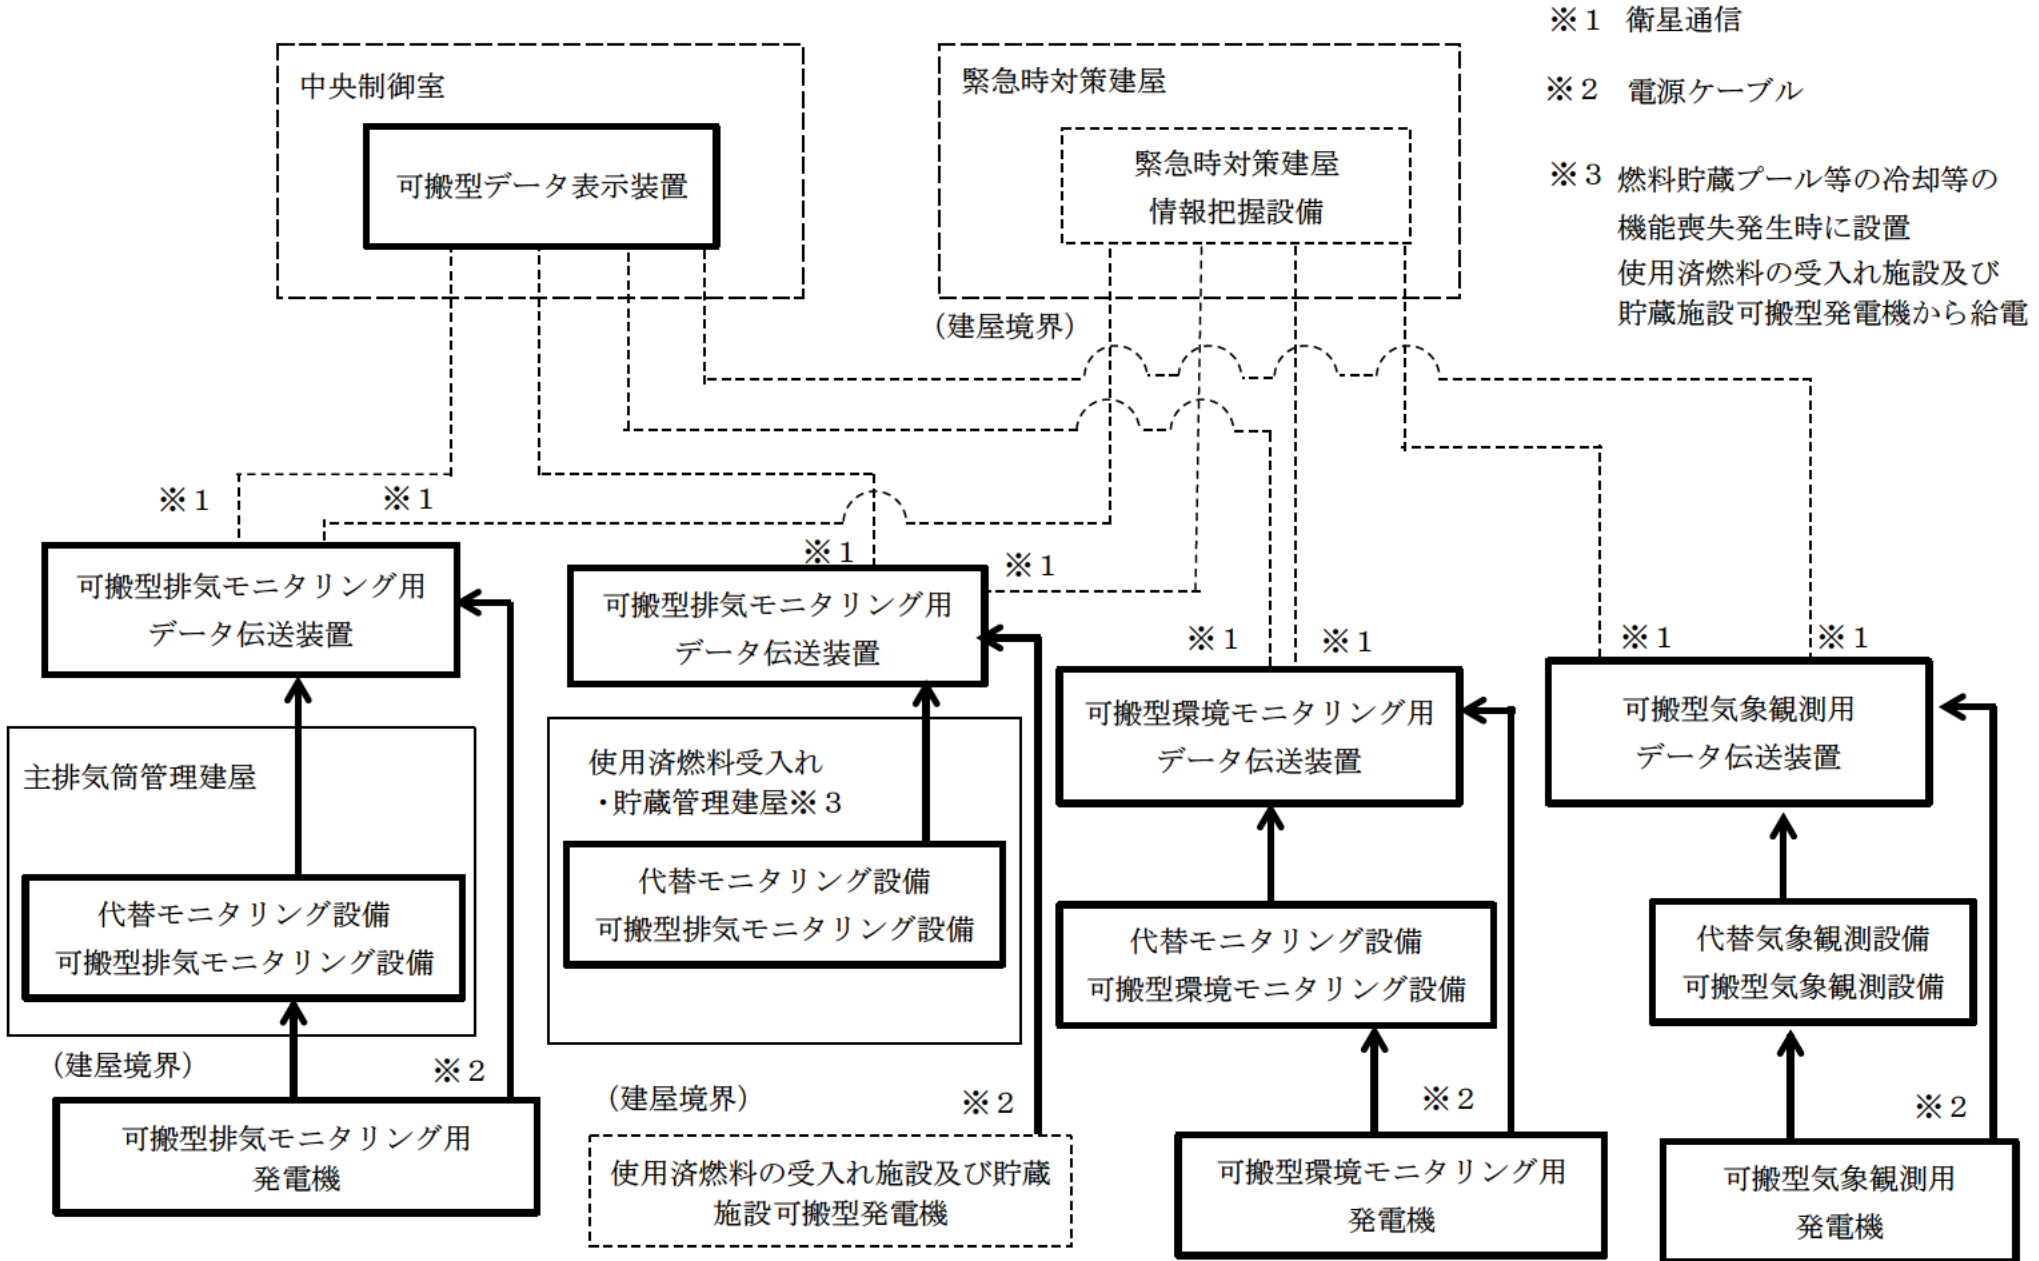 ※１ 衛星通信
※２ 電源ケーブル
※３ 燃料貯蔵プール等の冷却等の
機能喪失発生時に設置
使用済燃料の受入れ施設及び
貯蔵施設可搬型発電機から給電
中央制御室
可搬型データ表示装置
緊急時対策建屋
緊急時対策建屋
情報把握設備
（建屋境界）
※１
※１
※１
※１
※１
※１
※１
※１
可搬型排気モニタリング用
データ伝送装置
可搬型排気モニタリング用
データ伝送装置
可搬型環境モニタリング用
データ伝送装置
可搬型気象観測用
データ伝送装置
主排気筒管理建屋
代替モニタリング設備
可搬型排気モニタリング設備
使用済燃料受入れ
・貯蔵管理建屋※３
代替モニタリング設備
可搬型排気モニタリング設備
代替モニタリング設備
可搬型環境モニタリング設備
代替気象観測設備
可搬型気象観測設備
（建屋境界）
※２
（建屋境界）
※２
※２
※２
可搬型排気モニタリング用
発電機
使用済燃料の受入れ施設及び貯蔵
施設可搬型発電機
可搬型環境モニタリング用
発電機
可搬型気象観測用
発電機